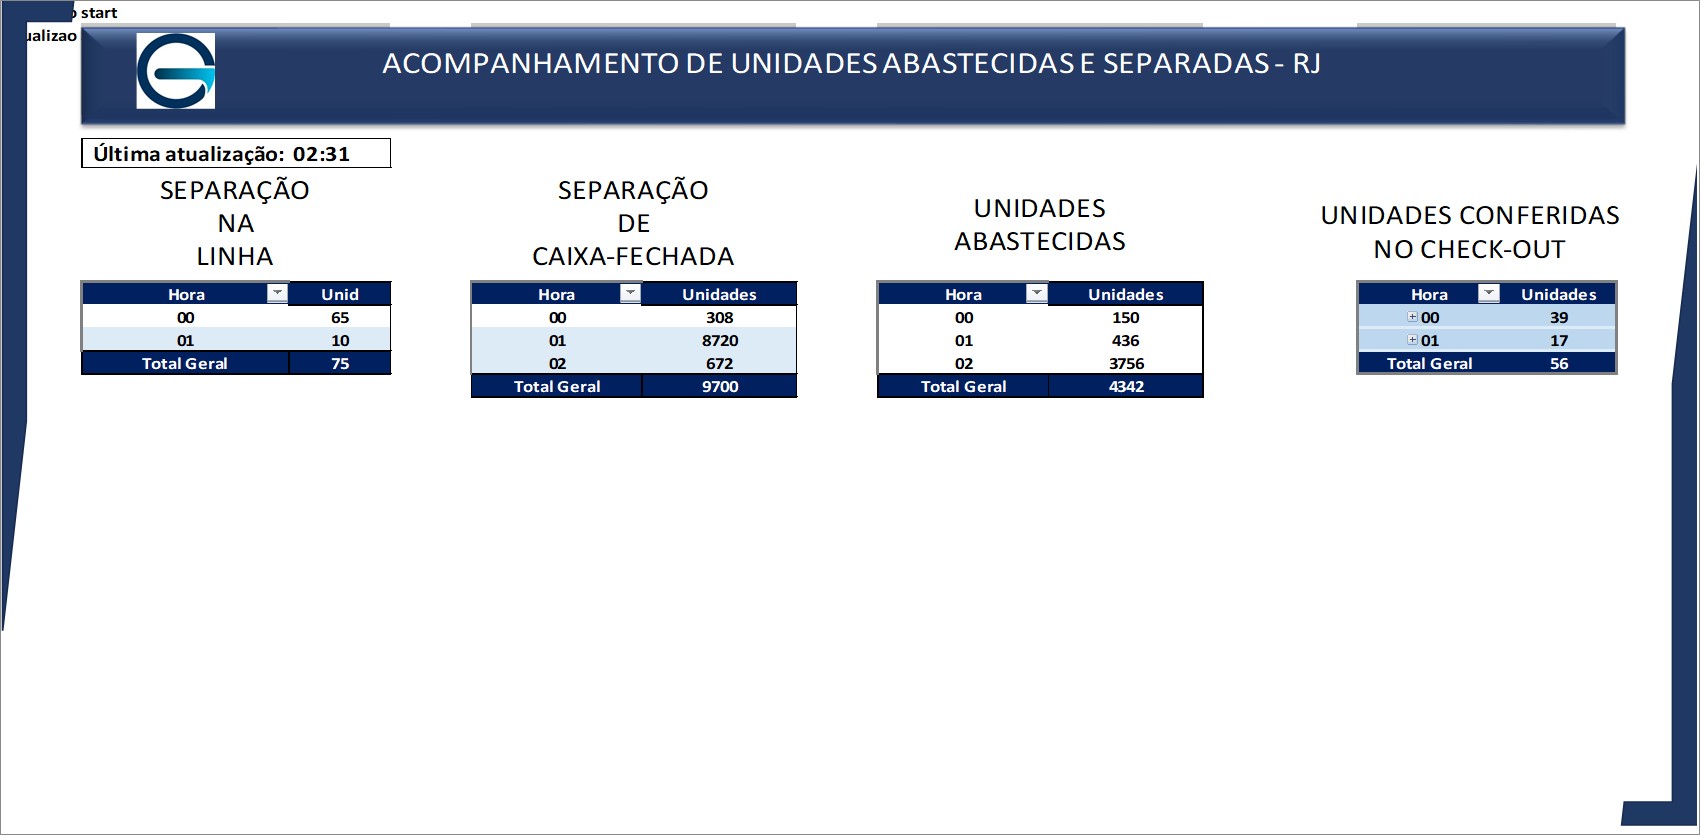 start
ACOMPANHAMENTO DE UNIDADES ABASTECIDAS E SEPARADAS - RJ
Última atualização: 02:31
SEPARAÇÃO
NA
LINHA
Hora Unid
00 65
01 10
Total Geral 75
SEPARAÇÃO
DE
CAIXA-FECHADA
Hora Unidades
00 308
01 8720
02 672
Total Geral 9700
UNIDADES
ABASTECIDAS
Hora Unidades
00 150
01 436
02 3756
Total Geral 4342
UNIDADES CONFERIDAS
NO CHECK-OUT
Hora Unidades
00 39
01 17
Total Geral 56